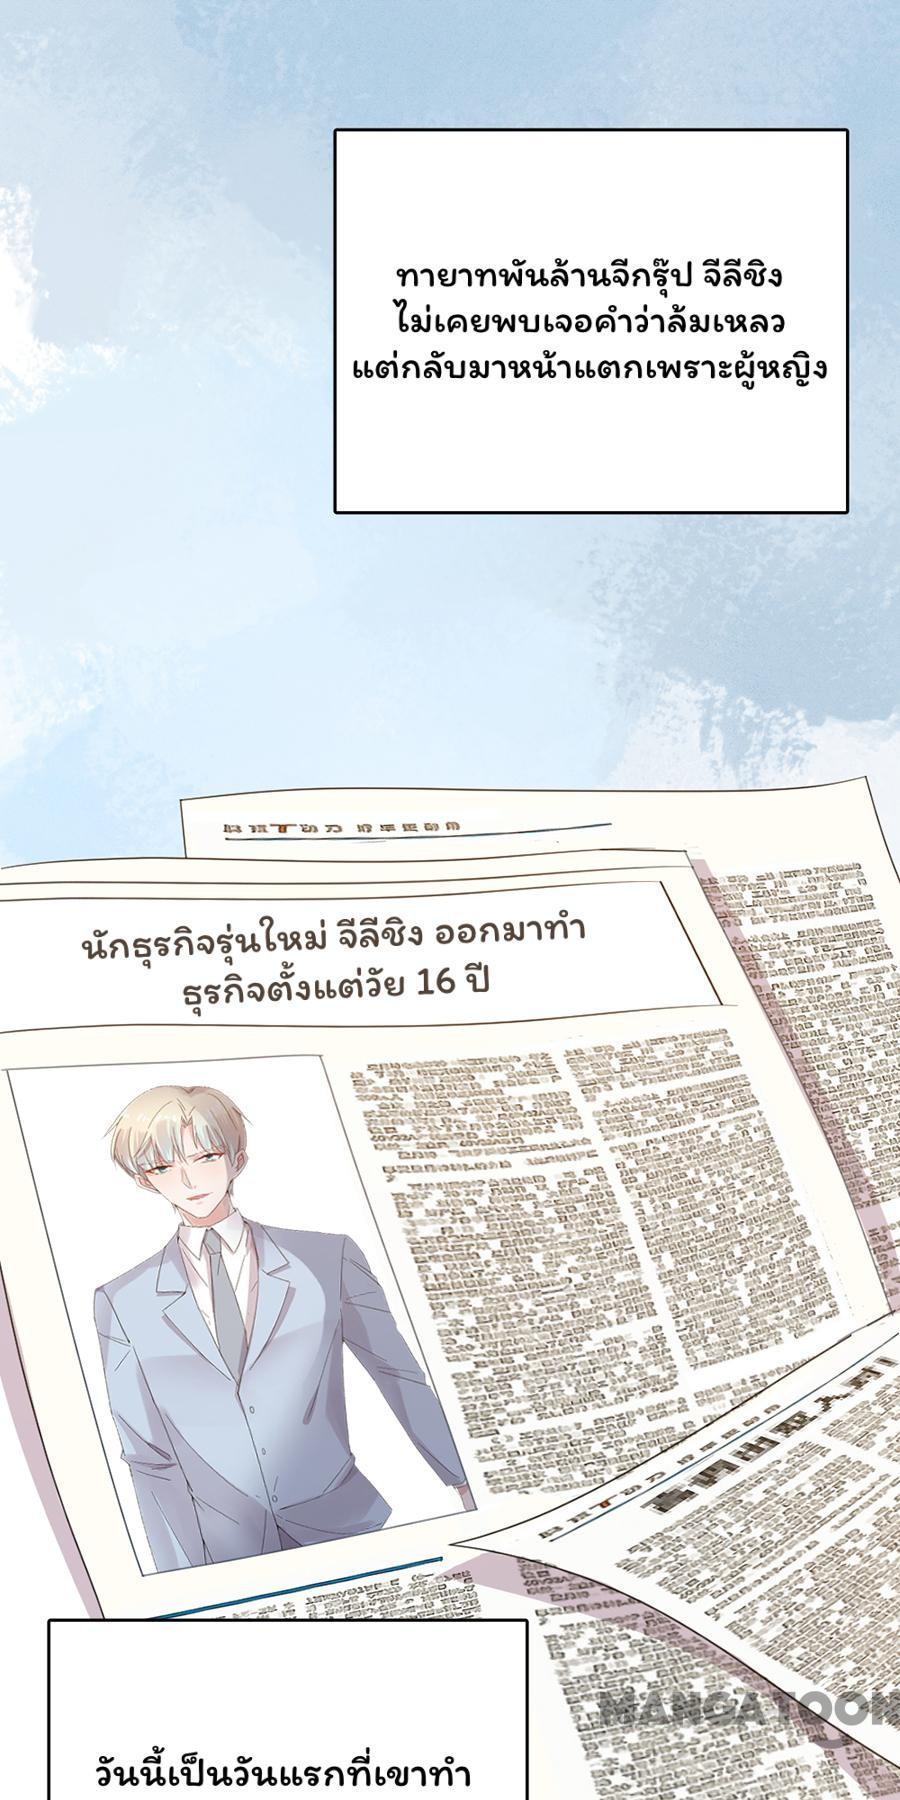 ทายาทพันล้านจีกรุ๊ป จีลีชิง
ไม่เคยพบเจอคำว่าล้มเหลว
แต่กลับมาหน้าแตกเพราะผู้หญิง
นักธุรกิจรุ่นใหม่ จีลีชิง ออกมาทำ
ธุรกิจตั้งแต่วัย 16 ปี
MANGATOON
วันนี้เป็นวันแรกที่เขาทำ